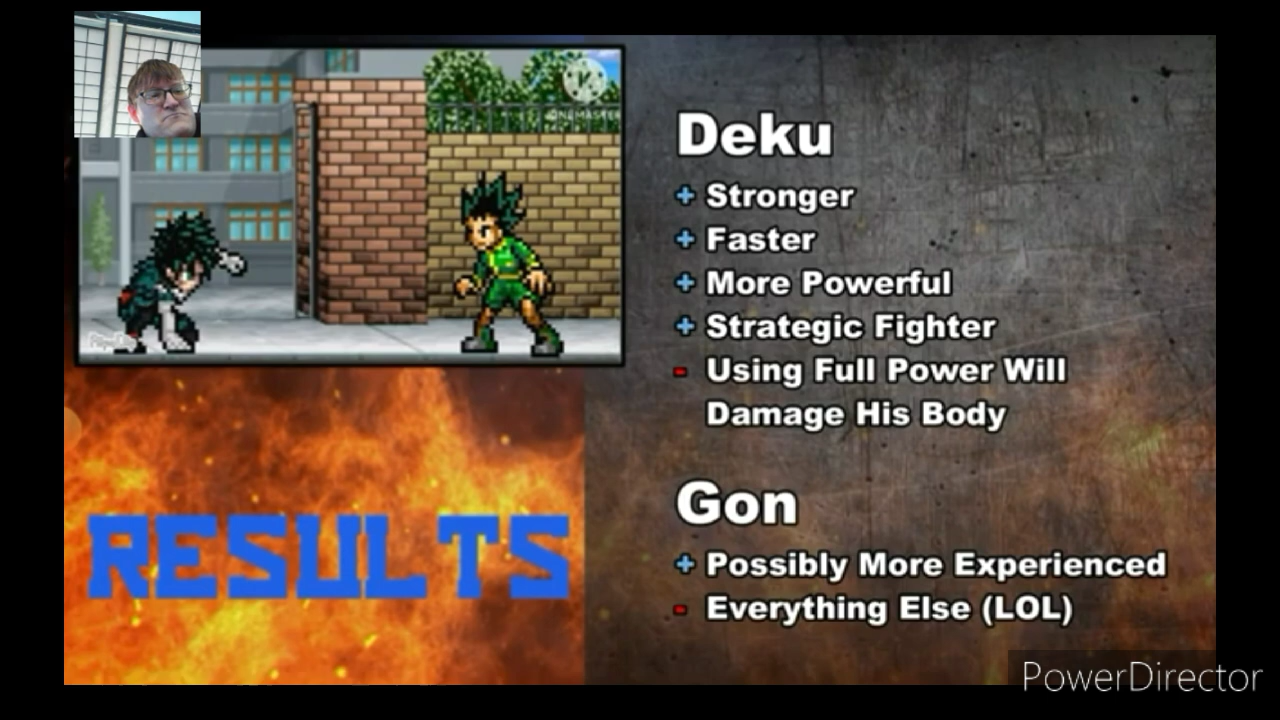 Deku
+ Stronger
+ Faster
+ More Powerful
+ Strategic Fighter
- Using Full Power Will
Damage His Body
Gon
+ Possibly More Experienced
- Everything Else (LOL)
RESULTS
PowerDirector